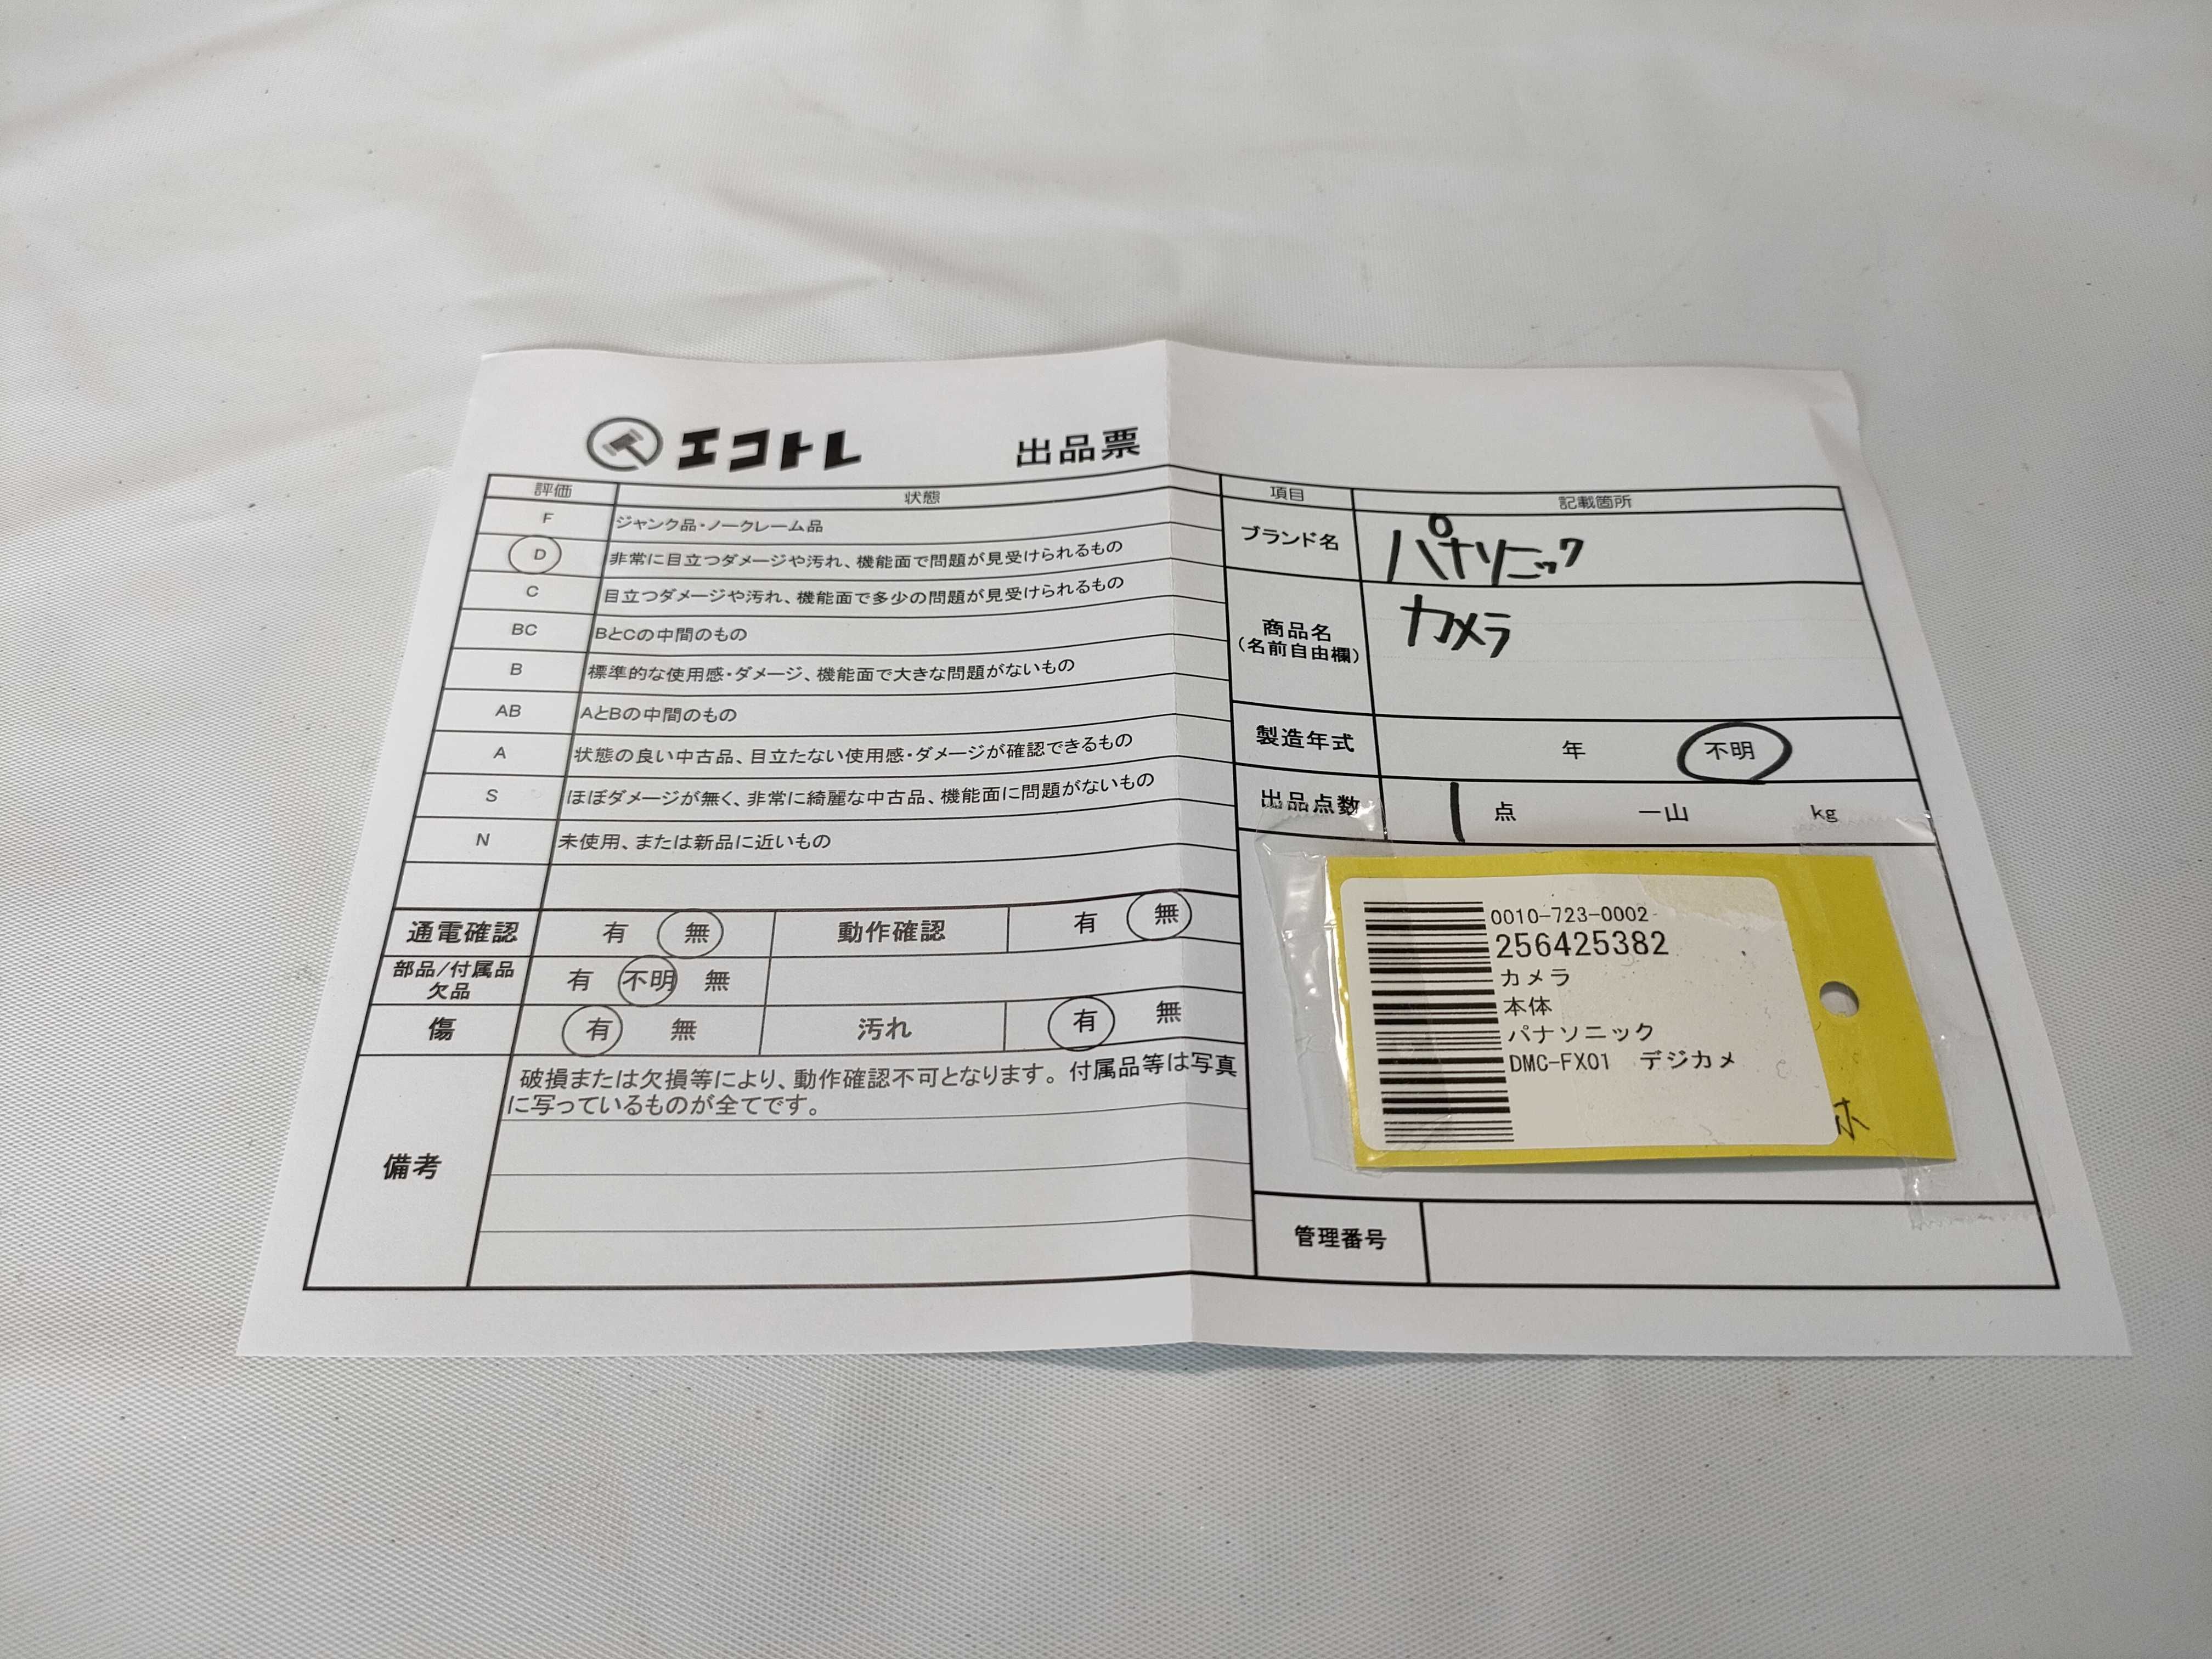 エコトレ 出品票
評価 状態
F ジャンク品・ノークレーム品
D 非常に目立つダメージや汚れ、機能面で問題が見受けられるもの
C 目立つダメージや汚れ、機能面で多少の問題が見受けられるもの
BC BとCの中間のもの
B 標準的な使用感・ダメージ、機能面で大きな問題がないもの
AB AとBの中間のもの
A 状態の良い中古品、目立たない使用感・ダメージが確認できるもの
S ほぼダメージが無く、非常に綺麗な中古品、機能面に問題がないもの
N 未使用、または新品に近いもの
通電確認 有 無 動作確認 有 無
部品/付属品
欠品 有 不明 無
傷 有 無 汚れ 有 無
備考
破損または欠損等により、動作確認不可となります。付属品等は写真
に写っているものが全てです。
項目 記載箇所
ブランド名 パナソニック
商品名
(名前自由欄) カメラ
製造年式 年 不明
出品点数 1 点 一山 kg
0010-723-0002
256425382
カメラ
本体
パナソニック
DMC-FX01 デジカメ
管理番号